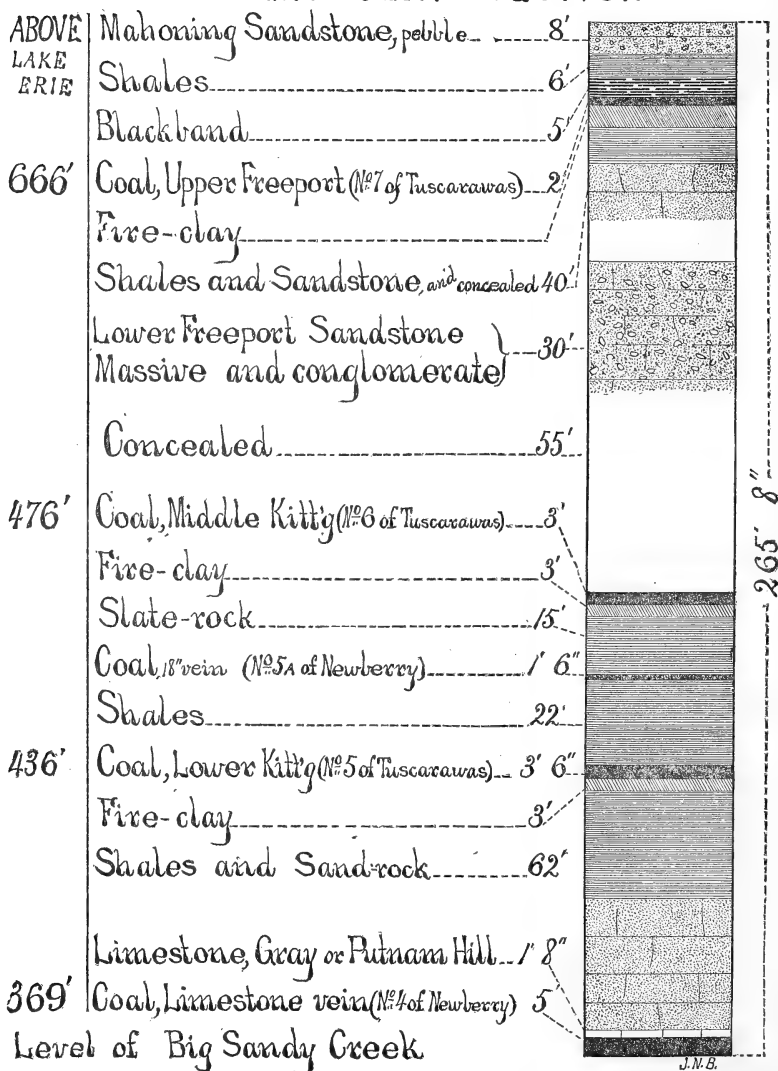 ABOVE
LAKE
ERIE
Mahoning Sandstone, pebble 8'
Shales 6'
Blackband 5'
666' Coal, Upper Freeport (No. 7 of Tuscarawas) 2'
Fire-clay
Shales and Sandstone, and concealed 40'
Lower Freeport Sandstone
Massive and conglomerate } 30'
Concealed 55'
476' Coal, Middle Kitt'g (No. 6 of Tuscarawas) 3'
Fire-clay 3'
Slate-rock 15'
Coal, 18" vein (No. 5A of Newberry) 1' 6"
Shales 22'
436' Coal, Lower Kitt'g (No. 5 of Tuscarawas) 3' 6"
Fire-clay 3'
Shales and Sand-rock 62'
Limestone, Gray or Putnam Hill 1' 8"
369' Coal, Limestone vein (No. 4 of Newberry) 5'
Level of Big Sandy Creek
265' 8"
J.N.B.